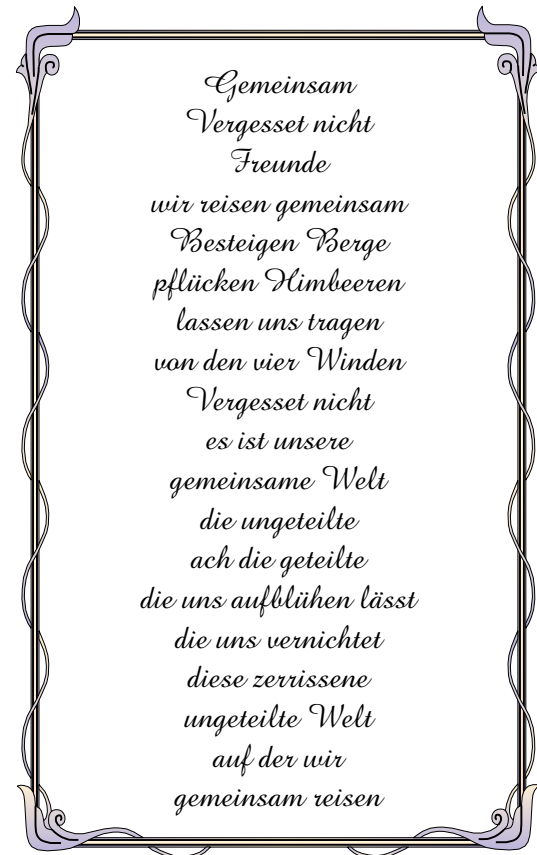 Gemeinsam
Vergesset nicht
Freunde
wir reisen gemeinsam
Besteigen Berge
pflücken Himbeeren
lassen uns tragen
von den vier Winden
Vergesset nicht
es ist unsere
gemeinsame Welt
die ungeteilte
ach die geteilte
die uns aufblühen lässt
die uns vernichtet
diese zerrissene
ungeteilte Welt
auf der wir
gemeinsam reisen